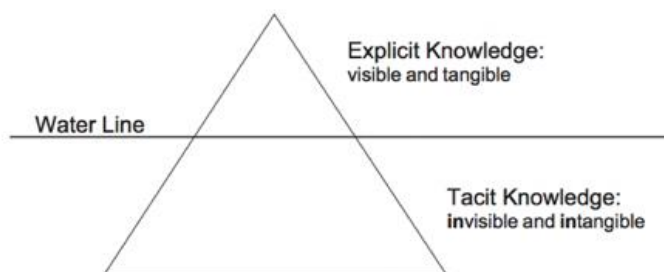 Explicit Knowledge:
visible and tangible
Water Line
Tacit Knowledge:
invisible and intangible